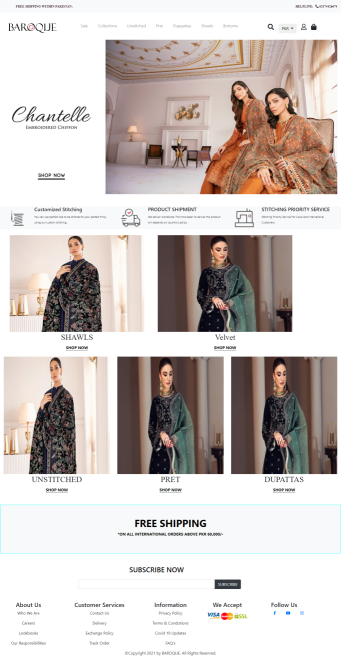 FREE SHIPPING WITHIN PAKISTAN.
HELPLINE:
BAROQUE
Sale Collections Unstitched Pret Dupattas Shawls Bottoms
PKR
Chantelle
EMBROIDERED CHIFFON
SHOP NOW
Customized Stitching
PRODUCT SHIPMENT
STITCHING PRIORITY SERVICE
SHAWLS
SHOP NOW
Velvet
SHOP NOW
UNSTITCHED
SHOP NOW
PRET
SHOP NOW
DUPATTAS
SHOP NOW
FREE SHIPPING
*ON ALL INTERNATIONAL ORDERS ABOVE PKR 60,000/-
SUBSCRIBE NOW
SUBSCRIBE
About Us
Who We Are
Careers
Lookbooks
Our Responsibilities
Customer Services
Contact Us
Delivery
Exchange Policy
Track Order
Information
Privacy Policy
Terms & Conditions
Covid 19 Updates
FAQ's
We Accept
VISA
Follow Us
©Copyright 2021 by BAROQUE. All Rights Reserved.